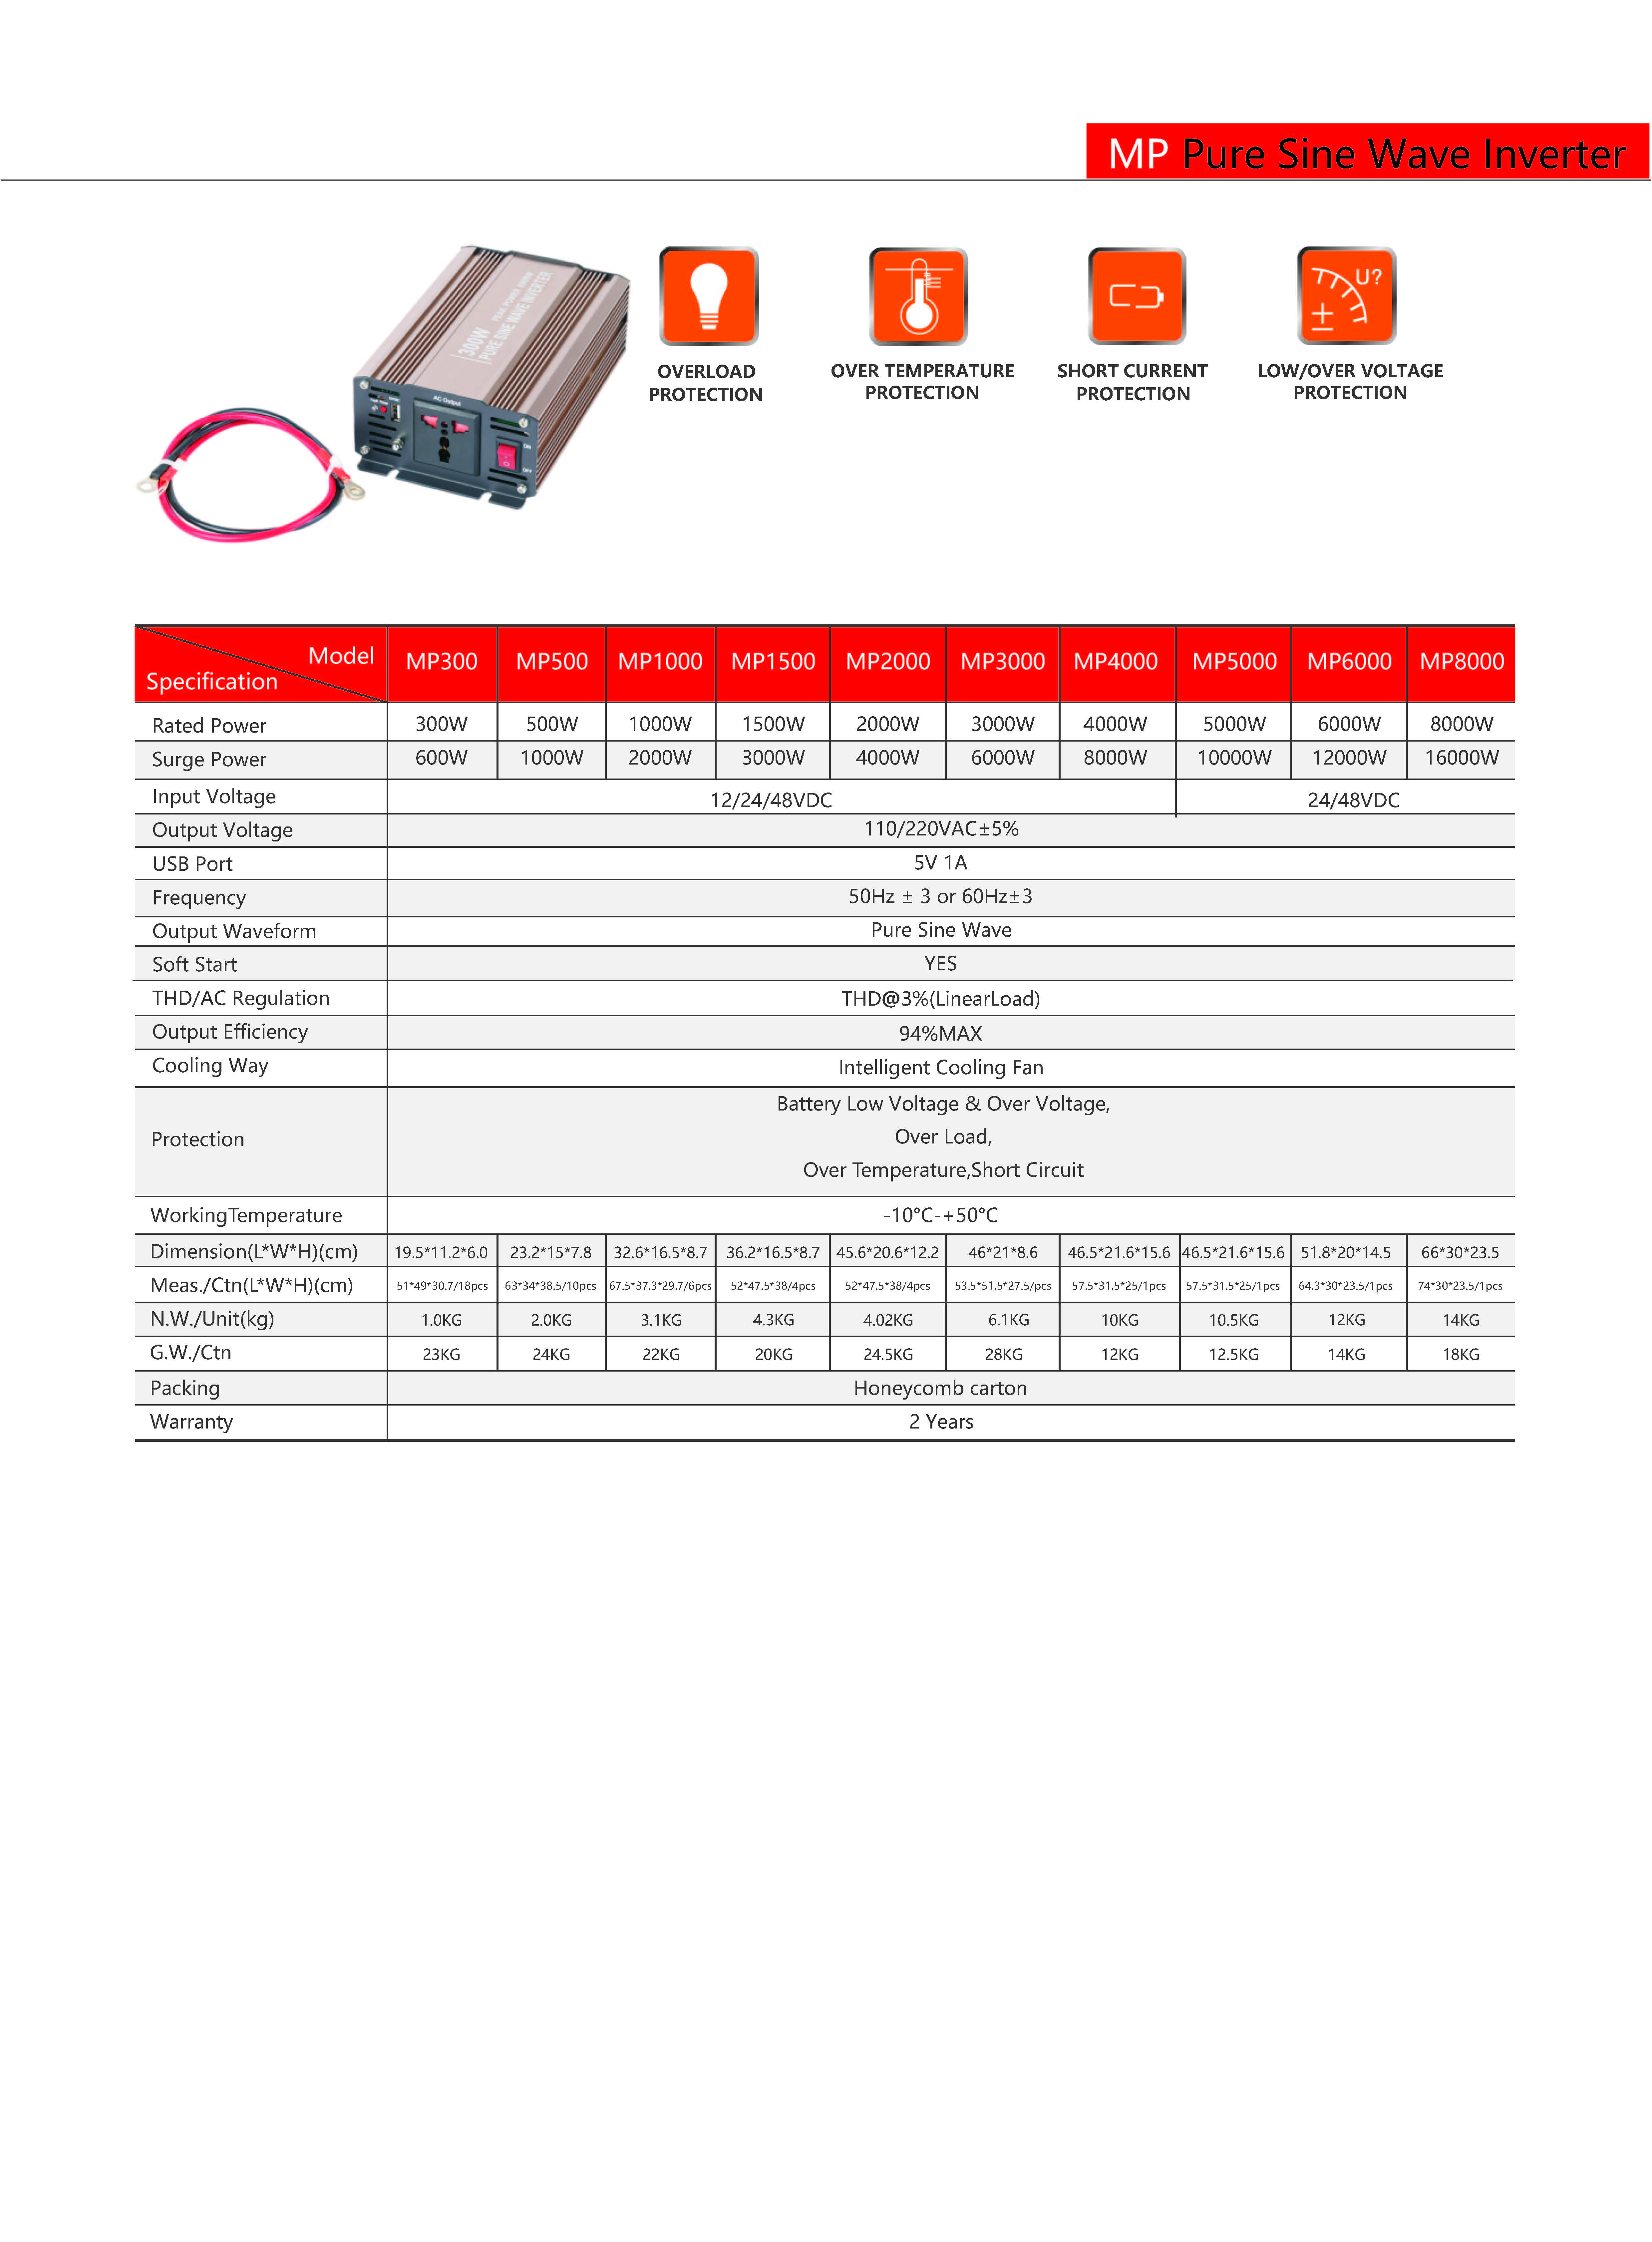 MP Pure Sine Wave Inverter
300W PEAK POWER 600W
PURE SINE WAVE INVERTER
AC Output
ON
OFF
U?
OVERLOAD
PROTECTION
OVER TEMPERATURE
PROTECTION
SHORT CURRENT
PROTECTION
LOW/OVER VOLTAGE
PROTECTION
Model
Specification
MP300 MP500 MP1000 MP1500 MP2000 MP3000 MP4000 MP5000 MP6000 MP8000
Rated Power 300W 500W 1000W 1500W 2000W 3000W 4000W 5000W 6000W 8000W
Surge Power 600W 1000W 2000W 3000W 4000W 6000W 8000W 10000W 12000W 16000W
Input Voltage 12/24/48VDC 24/48VDC
Output Voltage 110/220VAC±5%
USB Port 5V 1A
Frequency 50Hz ± 3 or 60Hz±3
Output Waveform Pure Sine Wave
Soft Start YES
THD/AC Regulation THD@3%(LinearLoad)
Output Efficiency 94%MAX
Cooling Way Intelligent Cooling Fan
Protection
Battery Low Voltage & Over Voltage,
Over Load,
Over Temperature,Short Circuit
WorkingTemperature -10°C-+50°C
Dimension(L*W*H)(cm) 19.5*11.2*6.0 23.2*15*7.8 32.6*16.5*8.7 36.2*16.5*8.7 45.6*20.6*12.2 46*21*8.6 46.5*21.6*15.6 46.5*21.6*15.6 51.8*20*14.5 66*30*23.5
Meas./Ctn(L*W*H)(cm) 51*49*30.7/18pcs 63*34*38.5/10pcs 67.5*37.3*29.7/6pcs 52*47.5*38/4pcs 52*47.5*38/4pcs 53.5*51.5*27.5/pcs 57.5*31.5*25/1pcs 57.5*31.5*25/1pcs 64.3*30*23.5/1pcs 74*30*23.5/1pcs
N.W./Unit(kg) 1.0KG 2.0KG 3.1KG 4.3KG 4.02KG 6.1KG 10KG 10.5KG 12KG 14KG
G.W./Ctn 23KG 24KG 22KG 20KG 24.5KG 28KG 12KG 12.5KG 14KG 18KG
Packing Honeycomb carton
Warranty 2 Years